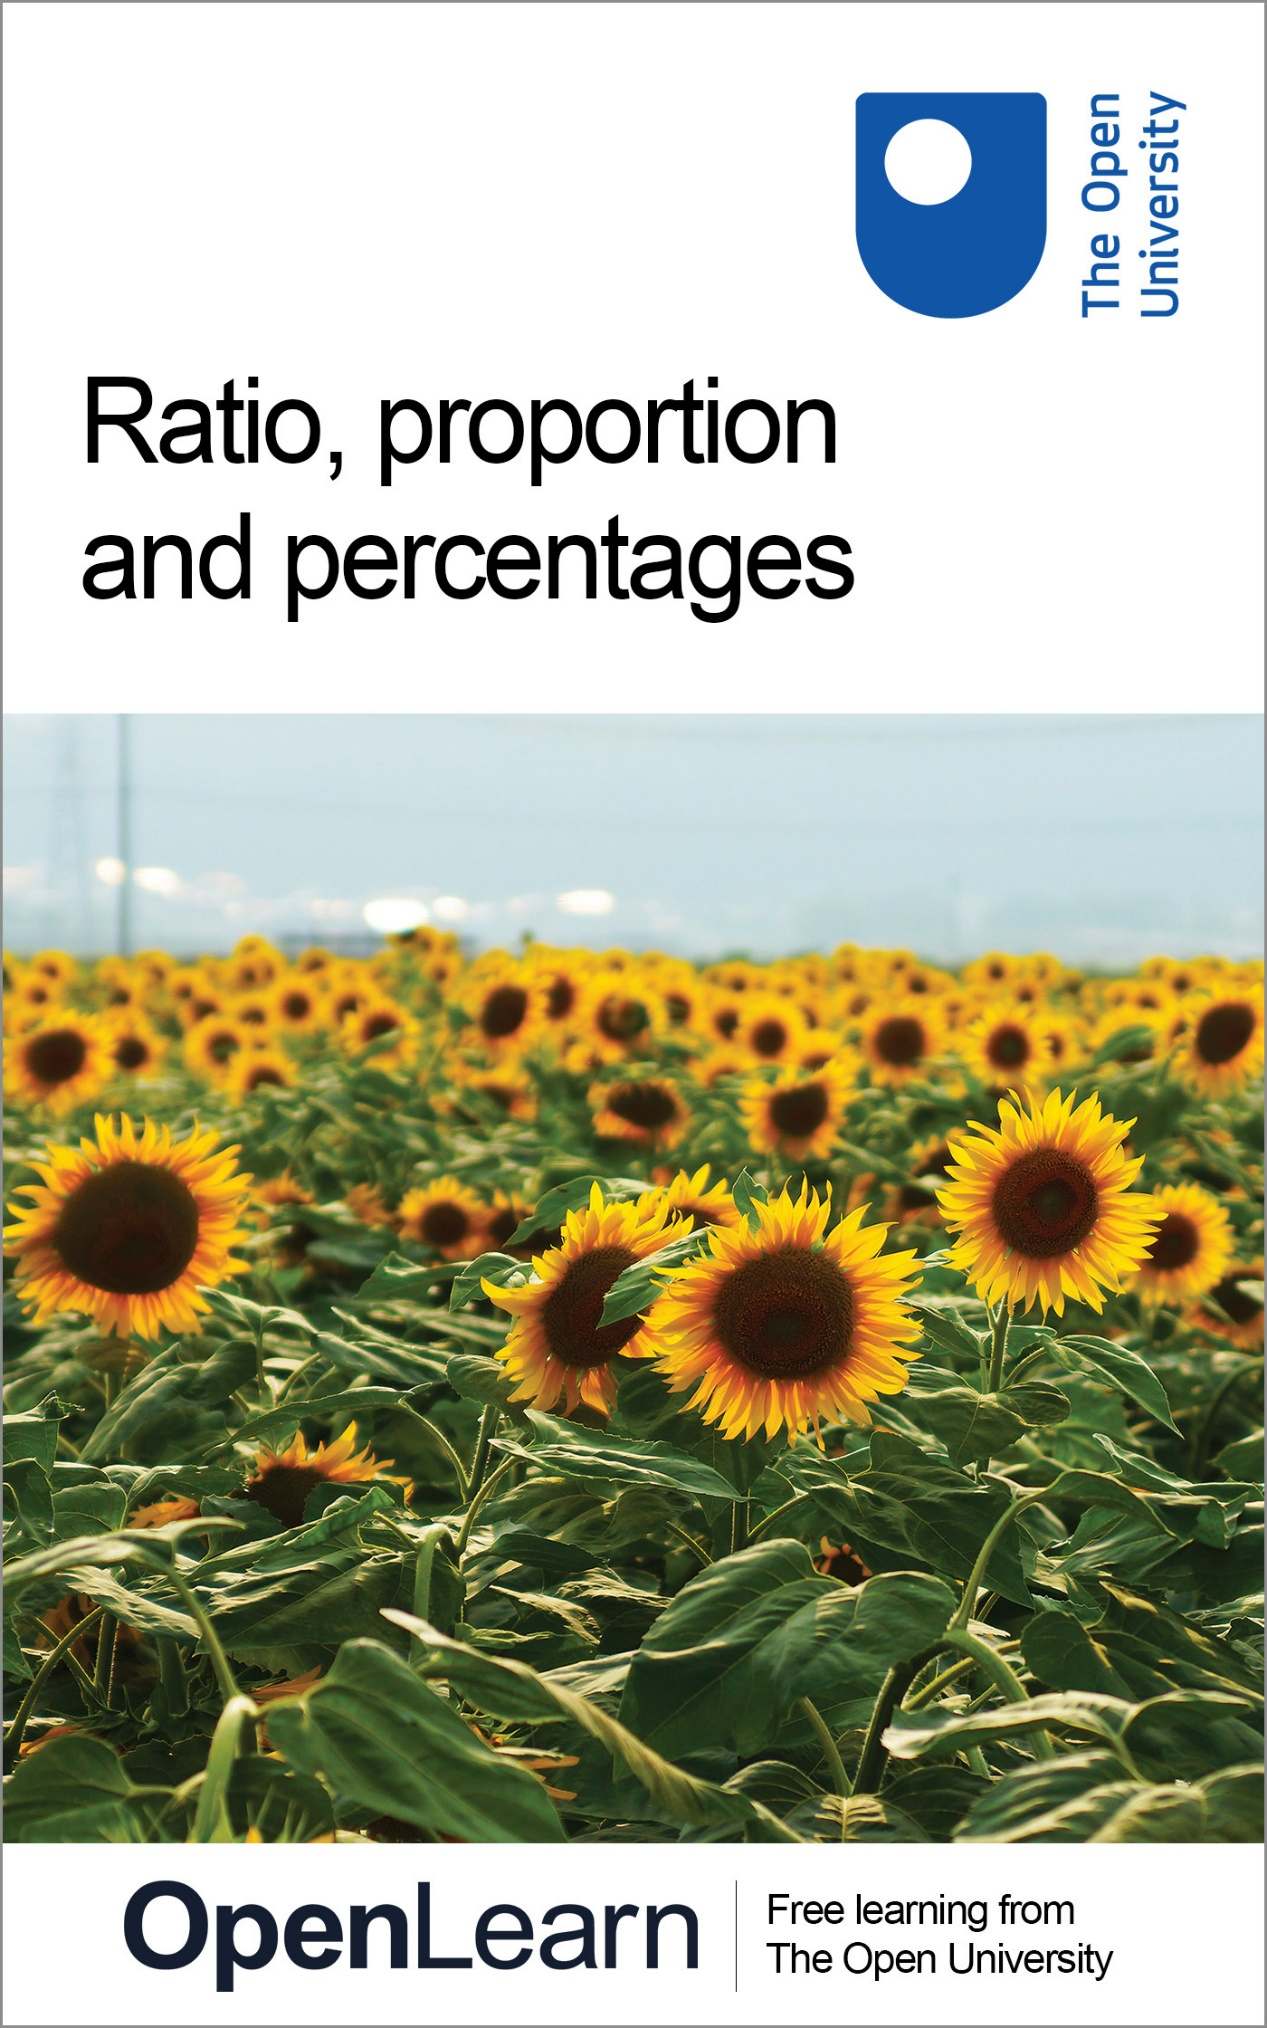 The Open
University
Ratio, proportion
and percentages
OpenLearn
Free learning from
The Open University